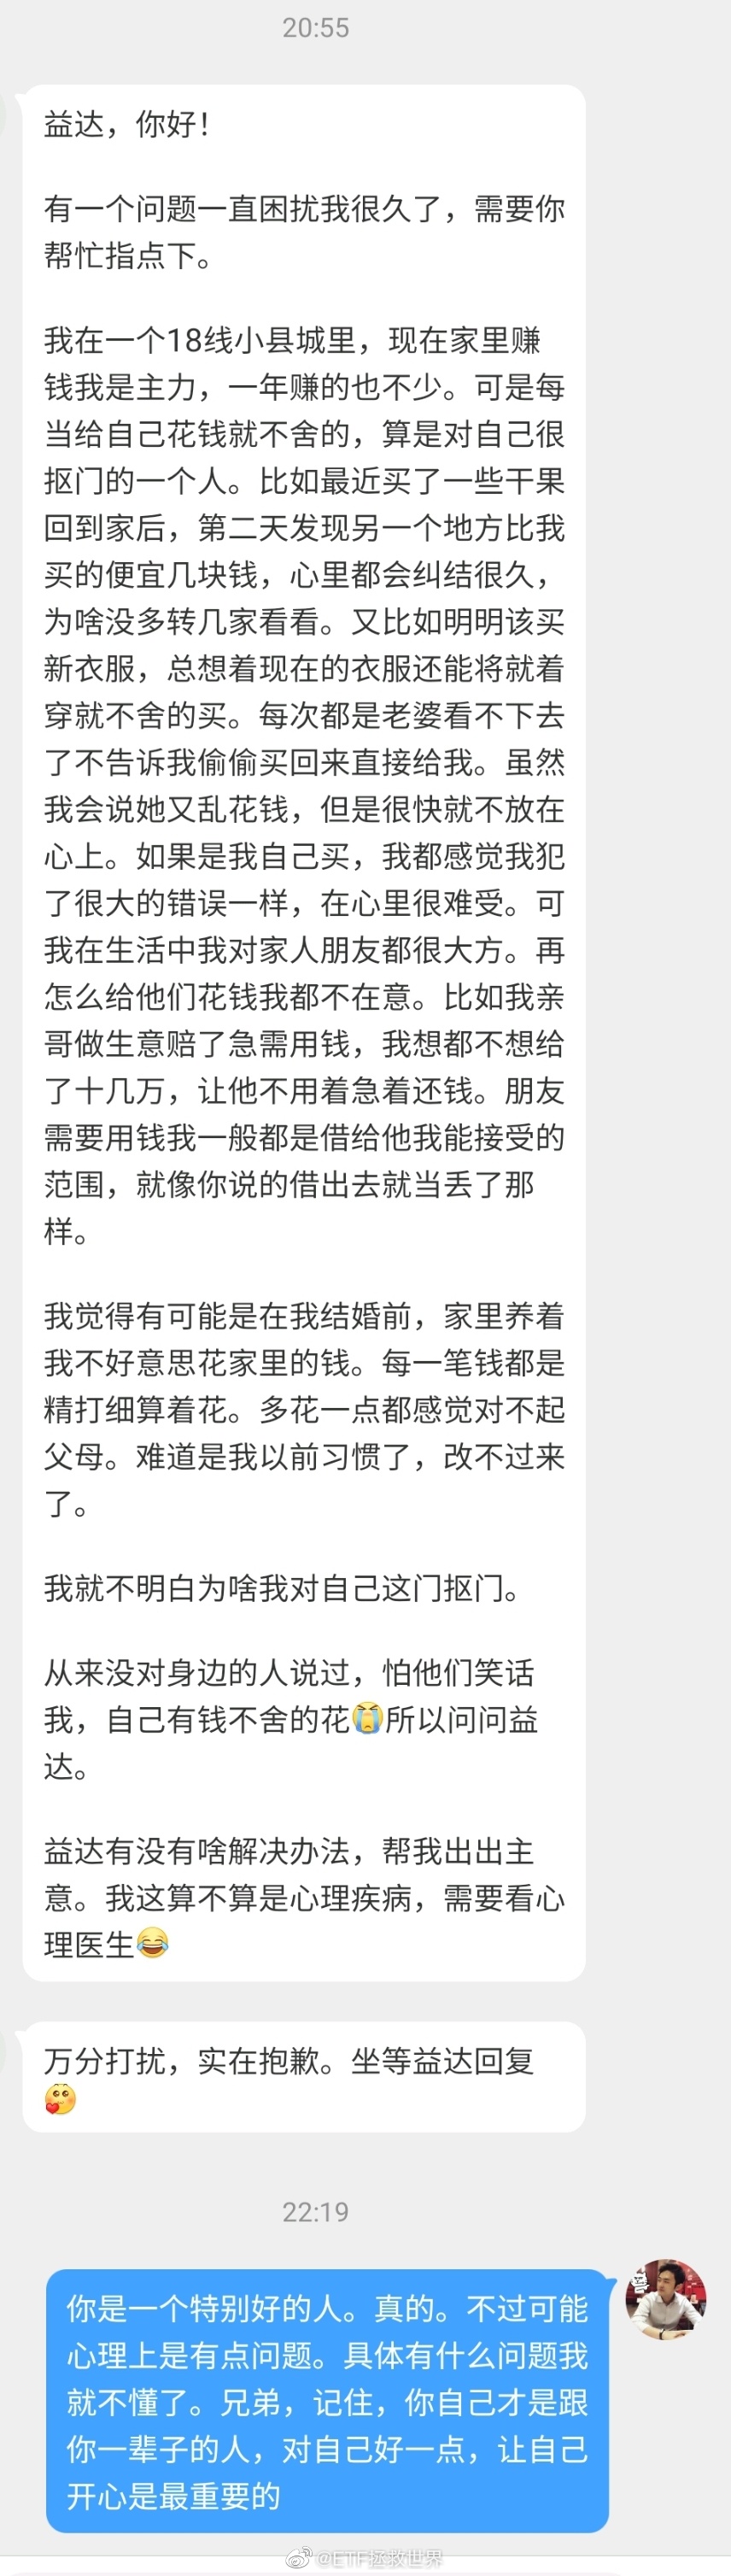 20:55
益达，你好！
有一个问题一直困扰我很久了，需要你
帮忙指点下。
我在一个18线小县城里，现在家里赚
钱我是主力，一年赚的也不少。可是每
当给自己花钱就不舍的，算是对自己很
抠门的一个人。比如最近买了一些干果
回到家后，第二天发现另一个地方比我
买的便宜几块钱，心里都会纠结很久，
为啥没多转几家看看。又比如明明该买
新衣服，总想着现在的衣服还能将就着
穿就不舍的买。每次都是老婆看不下去
了不告诉我偷偷买回来直接给我。虽然
我会说她又乱花钱，但是很快就不放在
心上。如果是我自己买，我都感觉我犯
了很大的错误一样，在心里很难受。可
我在生活中我对家人朋友都很大方。再
怎么给他们花钱我都不在意。比如我亲
哥做生意赔了急需用钱，我想都不想给
了十几万，让他不用着急着还钱。朋友
需要用钱我一般都是借给他我能接受的
范围，就像你说的借出去就当丢了那
样。
我觉得有可能是在我结婚前，家里养着
我不好意思花家里的钱。每一笔钱都是
精打细算着花。多花一点都感觉对不起
父母。难道是我以前习惯了，改不过来
了。
我就不明白为啥我对自己这门抠门。
从来没对身边的人说过，怕他们笑话
我，自己有钱不舍的花😭所以问问益
达。
益达有没有啥解决办法，帮我出出主
意。我这算不算是心理疾病，需要看心
理医生😂
万分打扰，实在抱歉。坐等益达回复
22:19
你是一个特别好的人。真的。不过可能
心理上是有点问题。具体有什么问题我
就不懂了。兄弟，记住，你自己才是跟
你一辈子的人，对自己好一点，让自己
开心是最重要的
@ETF拯救世界